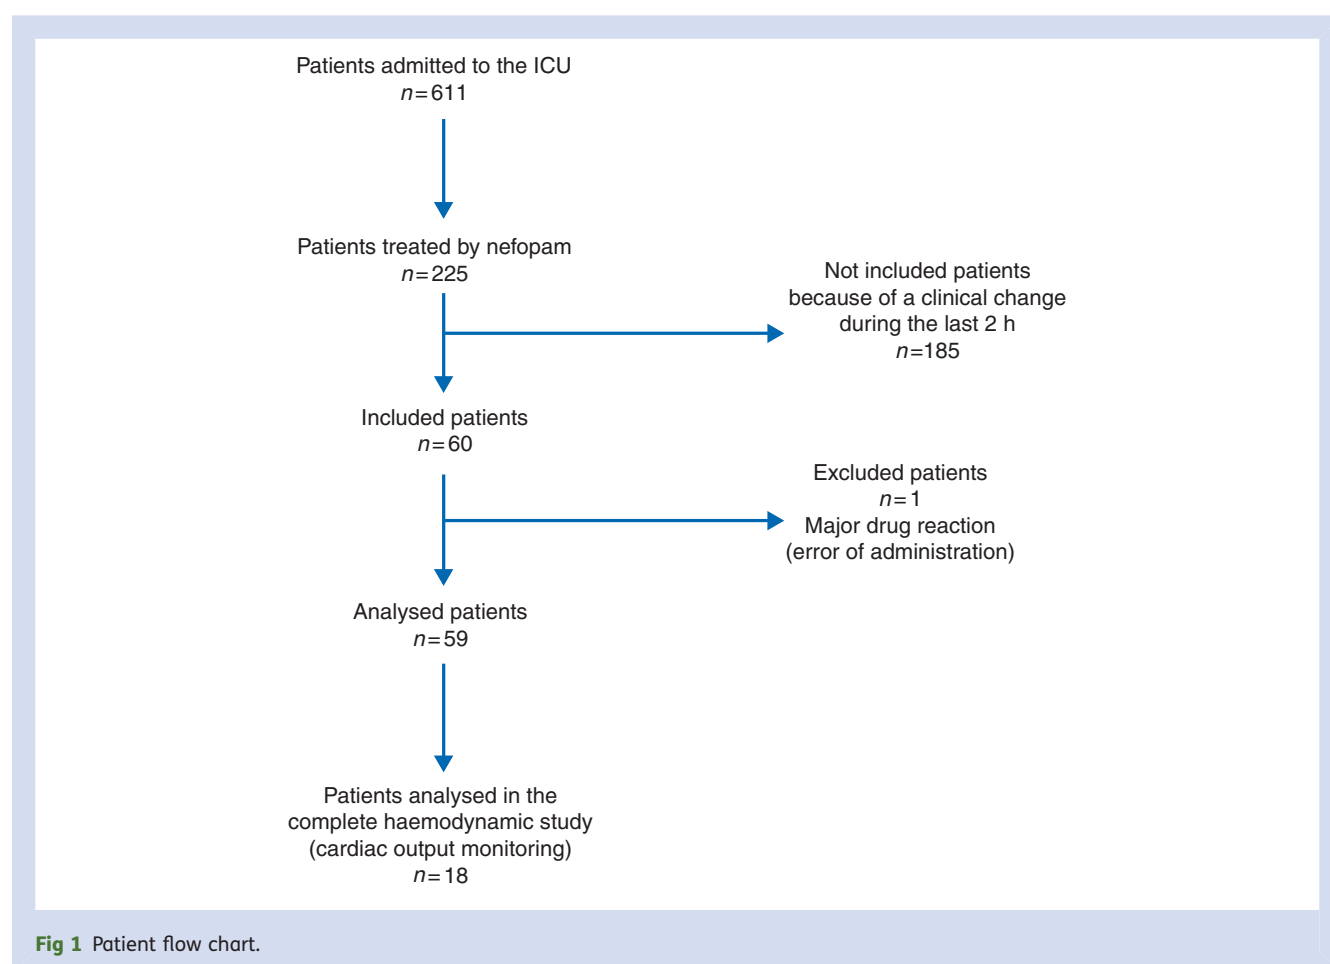 Patients admitted to the ICU
n=611
Patients treated by nefopam
n=225
Not included patients
because of a clinical change
during the last 2 h
n=185
Included patients
n=60
Excluded patients
n=1
Major drug reaction
(error of administration)
Analysed patients
n=59
Patients analysed in the
complete haemodynamic study
(cardiac output monitoring)
n=18
Fig 1 Patient flow chart.